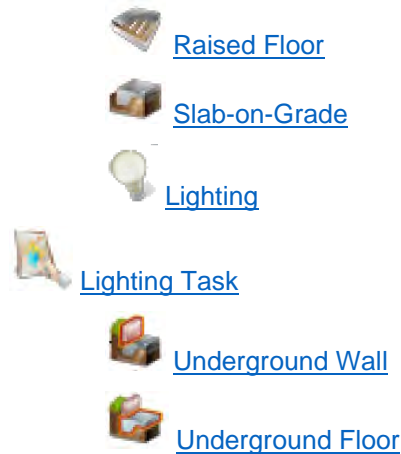 Raised Floor
Slab-on-Grade
Lighting
Lighting Task
Underground Wall
Underground Floor